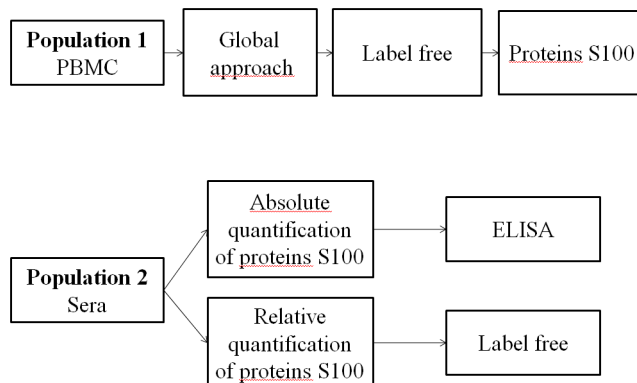 Population 1
PBMC
Global
approach
Label free
Proteins S100
Absolute
quantification
of proteins S100
ELISA
Population 2
Sera
Relative
quantification
of proteins S100
Label free